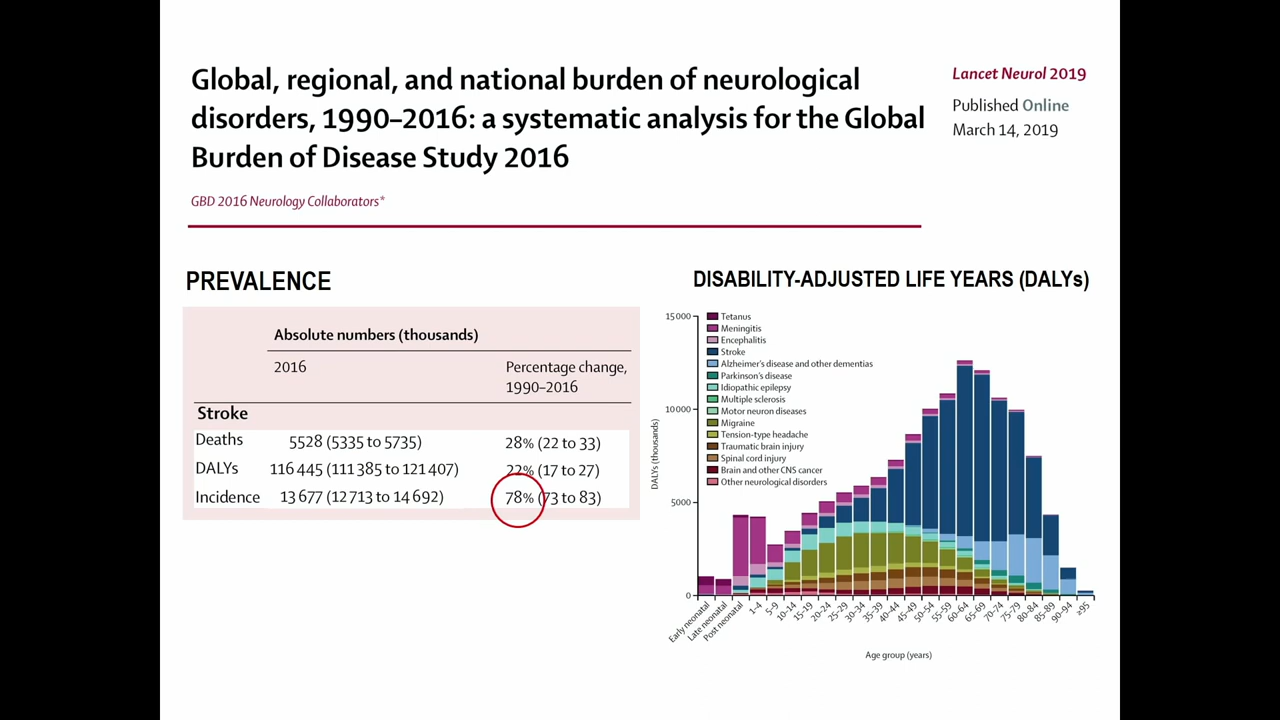 Global, regional, and national burden of neurological
disorders, 1990–2016: a systematic analysis for the Global
Burden of Disease Study 2016
GBD 2016 Neurology Collaborators*
Lancet Neurol 2019
Published Online
March 14, 2019
PREVALENCE
Absolute numbers (thousands)
2016 Percentage change,
1990–2016
Stroke
Deaths 5528 (5335 to 5735) 28% (22 to 33)
DALYs 116 445 (111 385 to 121 407) 22% (17 to 27)
Incidence 13 677 (12 713 to 14 692) 78% (73 to 83)
DISABILITY-ADJUSTED LIFE YEARS (DALYs)
15 000
10 000
5000
0
DALYs (thousands)
Tetanus
Meningitis
Encephalitis
Stroke
Alzheimer's disease and other dementias
Parkinson's disease
Idiopathic epilepsy
Multiple sclerosis
Motor neuron diseases
Migraine
Tension-type headache
Traumatic brain injury
Spinal cord injury
Brain and other CNS cancer
Other neurological disorders
Early neonatal
Late neonatal
Post neonatal
1–4
5–9
10–14
15–19
20–24
25–29
30–34
35–39
40–44
45–49
50–54
55–59
60–64
65–69
70–74
75–79
80–84
85–89
90–94
≥95
Age group (years)